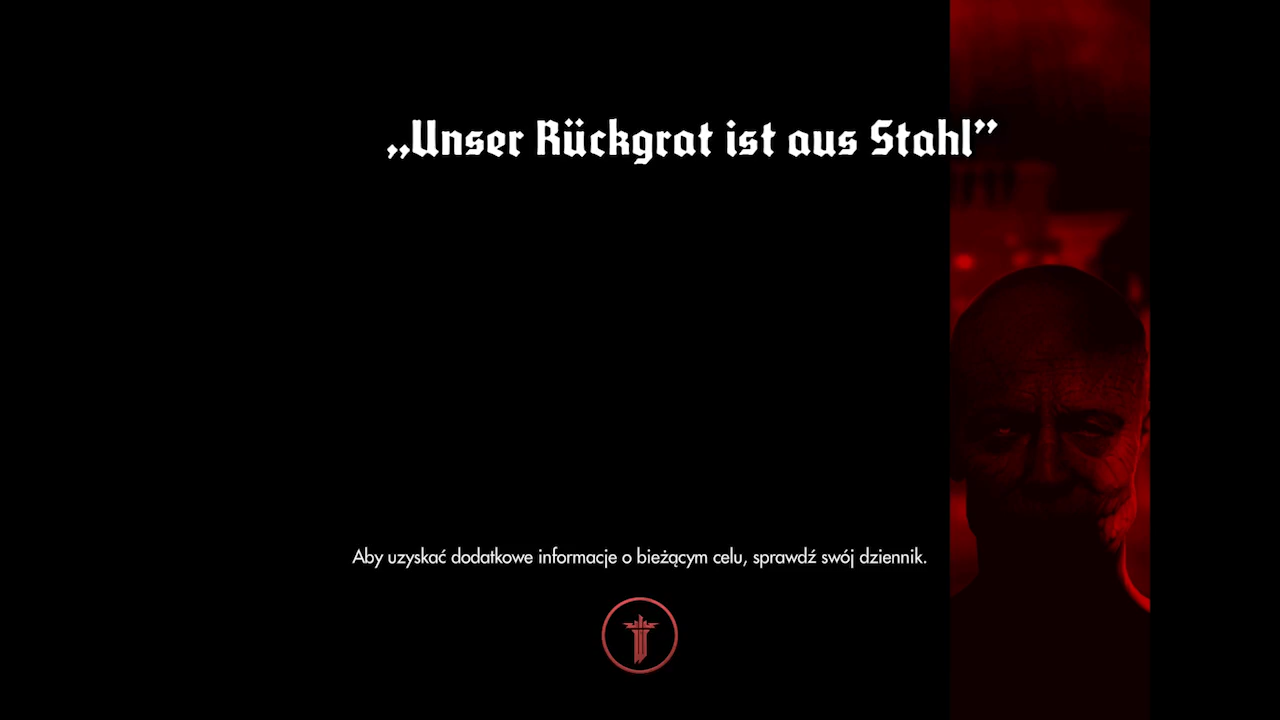 „Unser Rückgrat ist aus Stahl”
Aby uzyskać dodatkowe informacje o bieżącym celu, sprawdź swój dziennik.